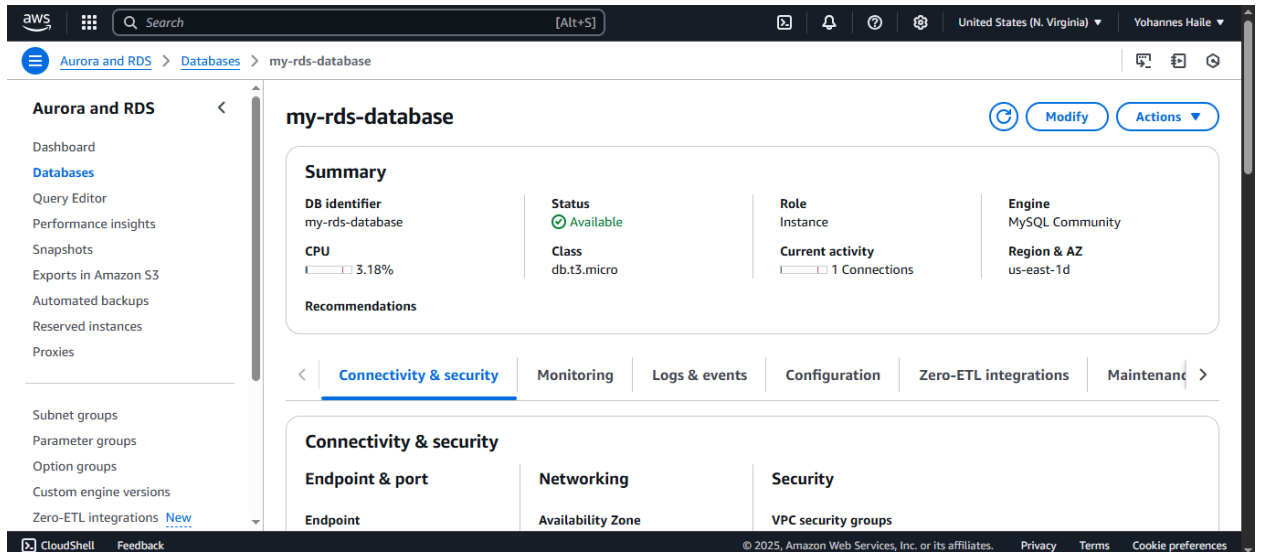 aws
Search [Alt+S] United States (N. Virginia) Yohannes Haile
Aurora and RDS > Databases > my-rds-database
Aurora and RDS
Dashboard
Databases
Query Editor
Performance insights
Snapshots
Exports in Amazon S3
Automated backups
Reserved instances
Proxies
Subnet groups
Parameter groups
Option groups
Custom engine versions
Zero-ETL integrations New
my-rds-database
Modify Actions
Summary
DB identifier Status Role Engine
my-rds-database Available Instance MySQL Community
CPU Class Current activity Region & AZ
3.18% db.t3.micro 1 Connections us-east-1d
Recommendations
Connectivity & security Monitoring Logs & events Configuration Zero-ETL integrations Maintenanc
Connectivity & security
Endpoint & port Networking Security
Endpoint Availability Zone VPC security groups
CloudShell Feedback © 2025, Amazon Web Services, Inc. or its affiliates. Privacy Terms Cookie preferences